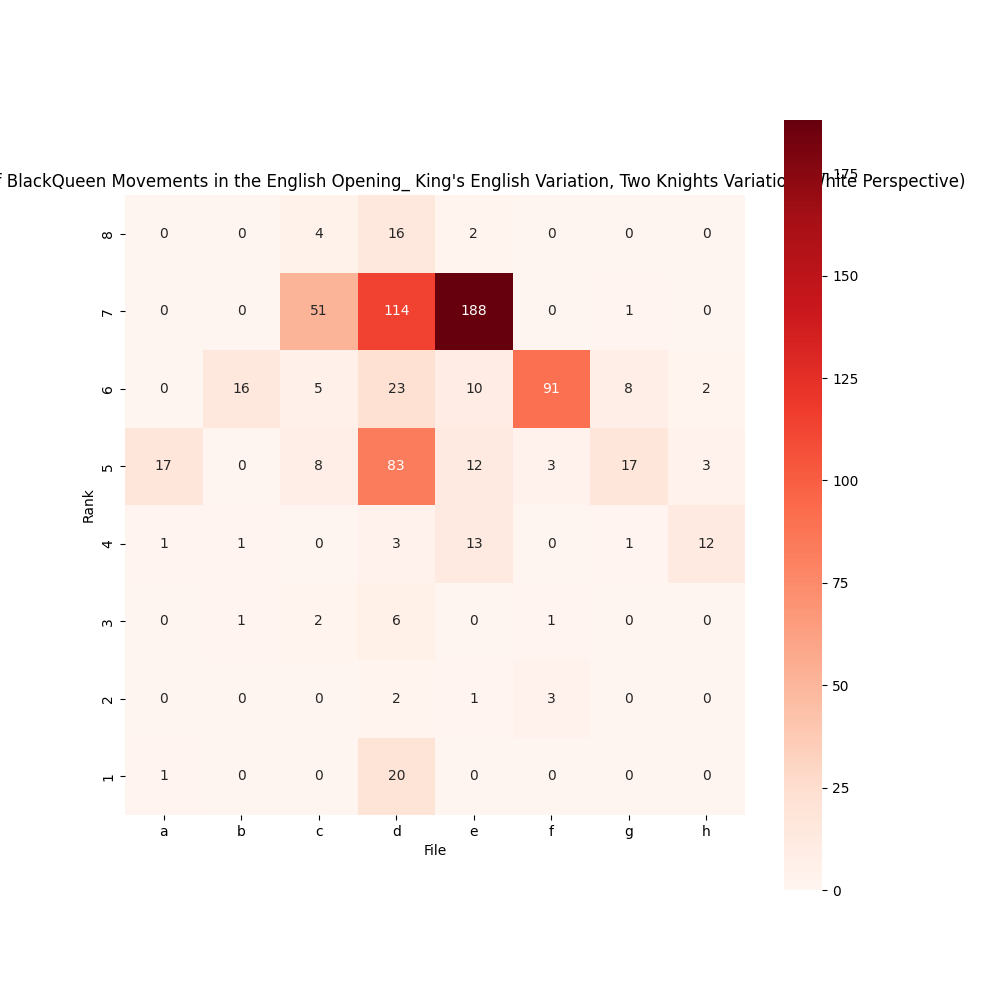 f BlackQueen Movements in the English Opening_ King's English Variation, Two Knights Variatio White Perspective)
175
8 0 0 4 16 2 0 0 0
150
7 0 0 51 114 188 0 1 0
125
6 0 16 5 23 10 91 8 2
100
5 17 0 8 83 12 3 17 3
Rank
75
4 1 1 0 3 13 0 1 12
3 0 1 2 6 0 1 0 0
50
2 0 0 0 2 1 3 0 0
25
1 1 0 0 20 0 0 0 0
a b c d e f g h
File
0